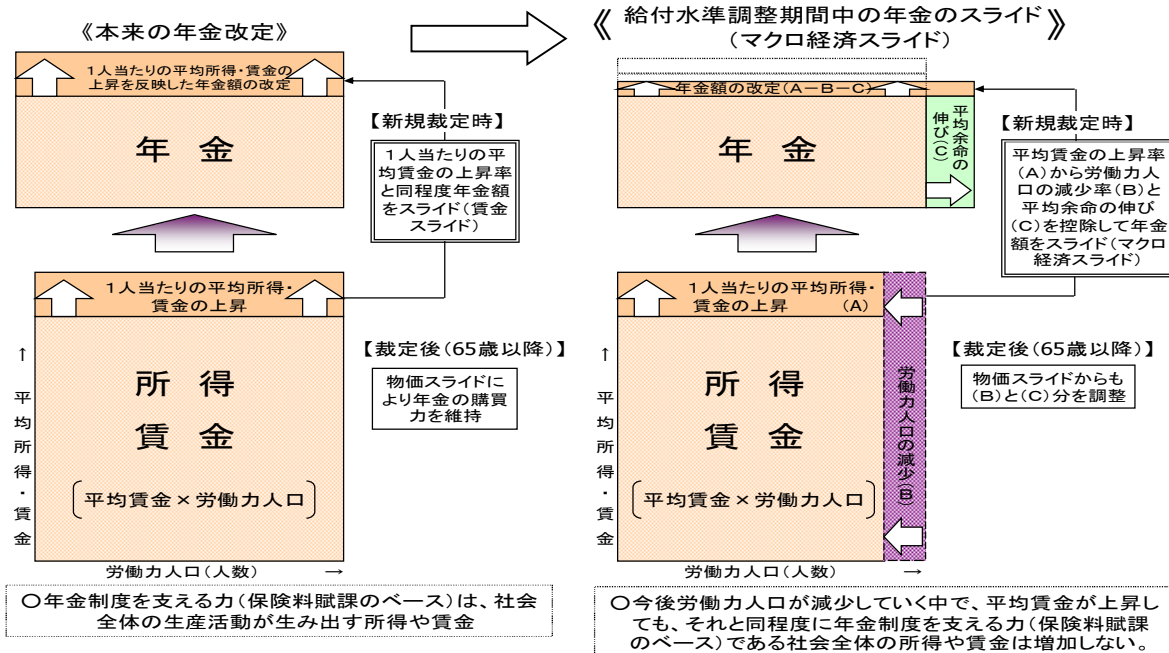 《本来の年金改定》
1人当たりの平均所得・賃金の
上昇を反映した年金額の改定
年 金
【新規裁定時】
1人当たりの平
均賃金の上昇率
と同程度年金額
をスライド(賃金
スライド)
1人当たりの平均所得・
賃金の上昇
所 得
賃 金
平均賃金×労働力人口
↑
平均所得・賃金
労働力人口(人数) →
【裁定後(65歳以降)】
物価スライドに
より年金の購買
力を維持
○年金制度を支える力(保険料賦課のベース)は、社会
全体の生産活動が生み出す所得や賃金
《給付水準調整期間中の年金のスライド》
(マクロ経済スライド)
年金額の改定(A-B-C)
年 金
平均余命の
伸び(C)
【新規裁定時】
平均賃金の上昇率
(A)から労働力人
口の減少率(B)と
平均余命の伸び
(C)を控除して年金
額をスライド(マクロ
経済スライド)
1人当たりの平均所得・
賃金の上昇 (A)
所 得
賃 金
平均賃金×労働力人口
労働力人口の減少(B)
↑
平均所得・賃金
労働力人口(人数) →
【裁定後(65歳以降)】
物価スライドからも
(B)と(C)分を調整
○今後労働力人口が減少していく中で、平均賃金が上昇し
ても、それと同程度に年金制度を支える力(保険料賦課
のベース)である社会全体の所得や賃金は増加しない。